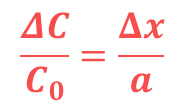 ΔC/C₀ = Δx/a